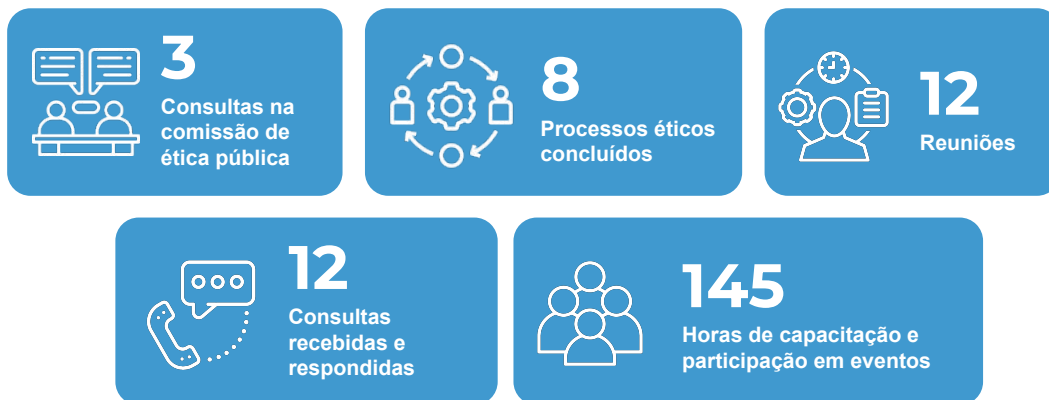 3
Consultas na
comissão de
ética pública
8
Processos éticos
concluídos
12
Reuniões
12
Consultas
recebidas e
respondidas
145
Horas de capacitação e
participação em eventos